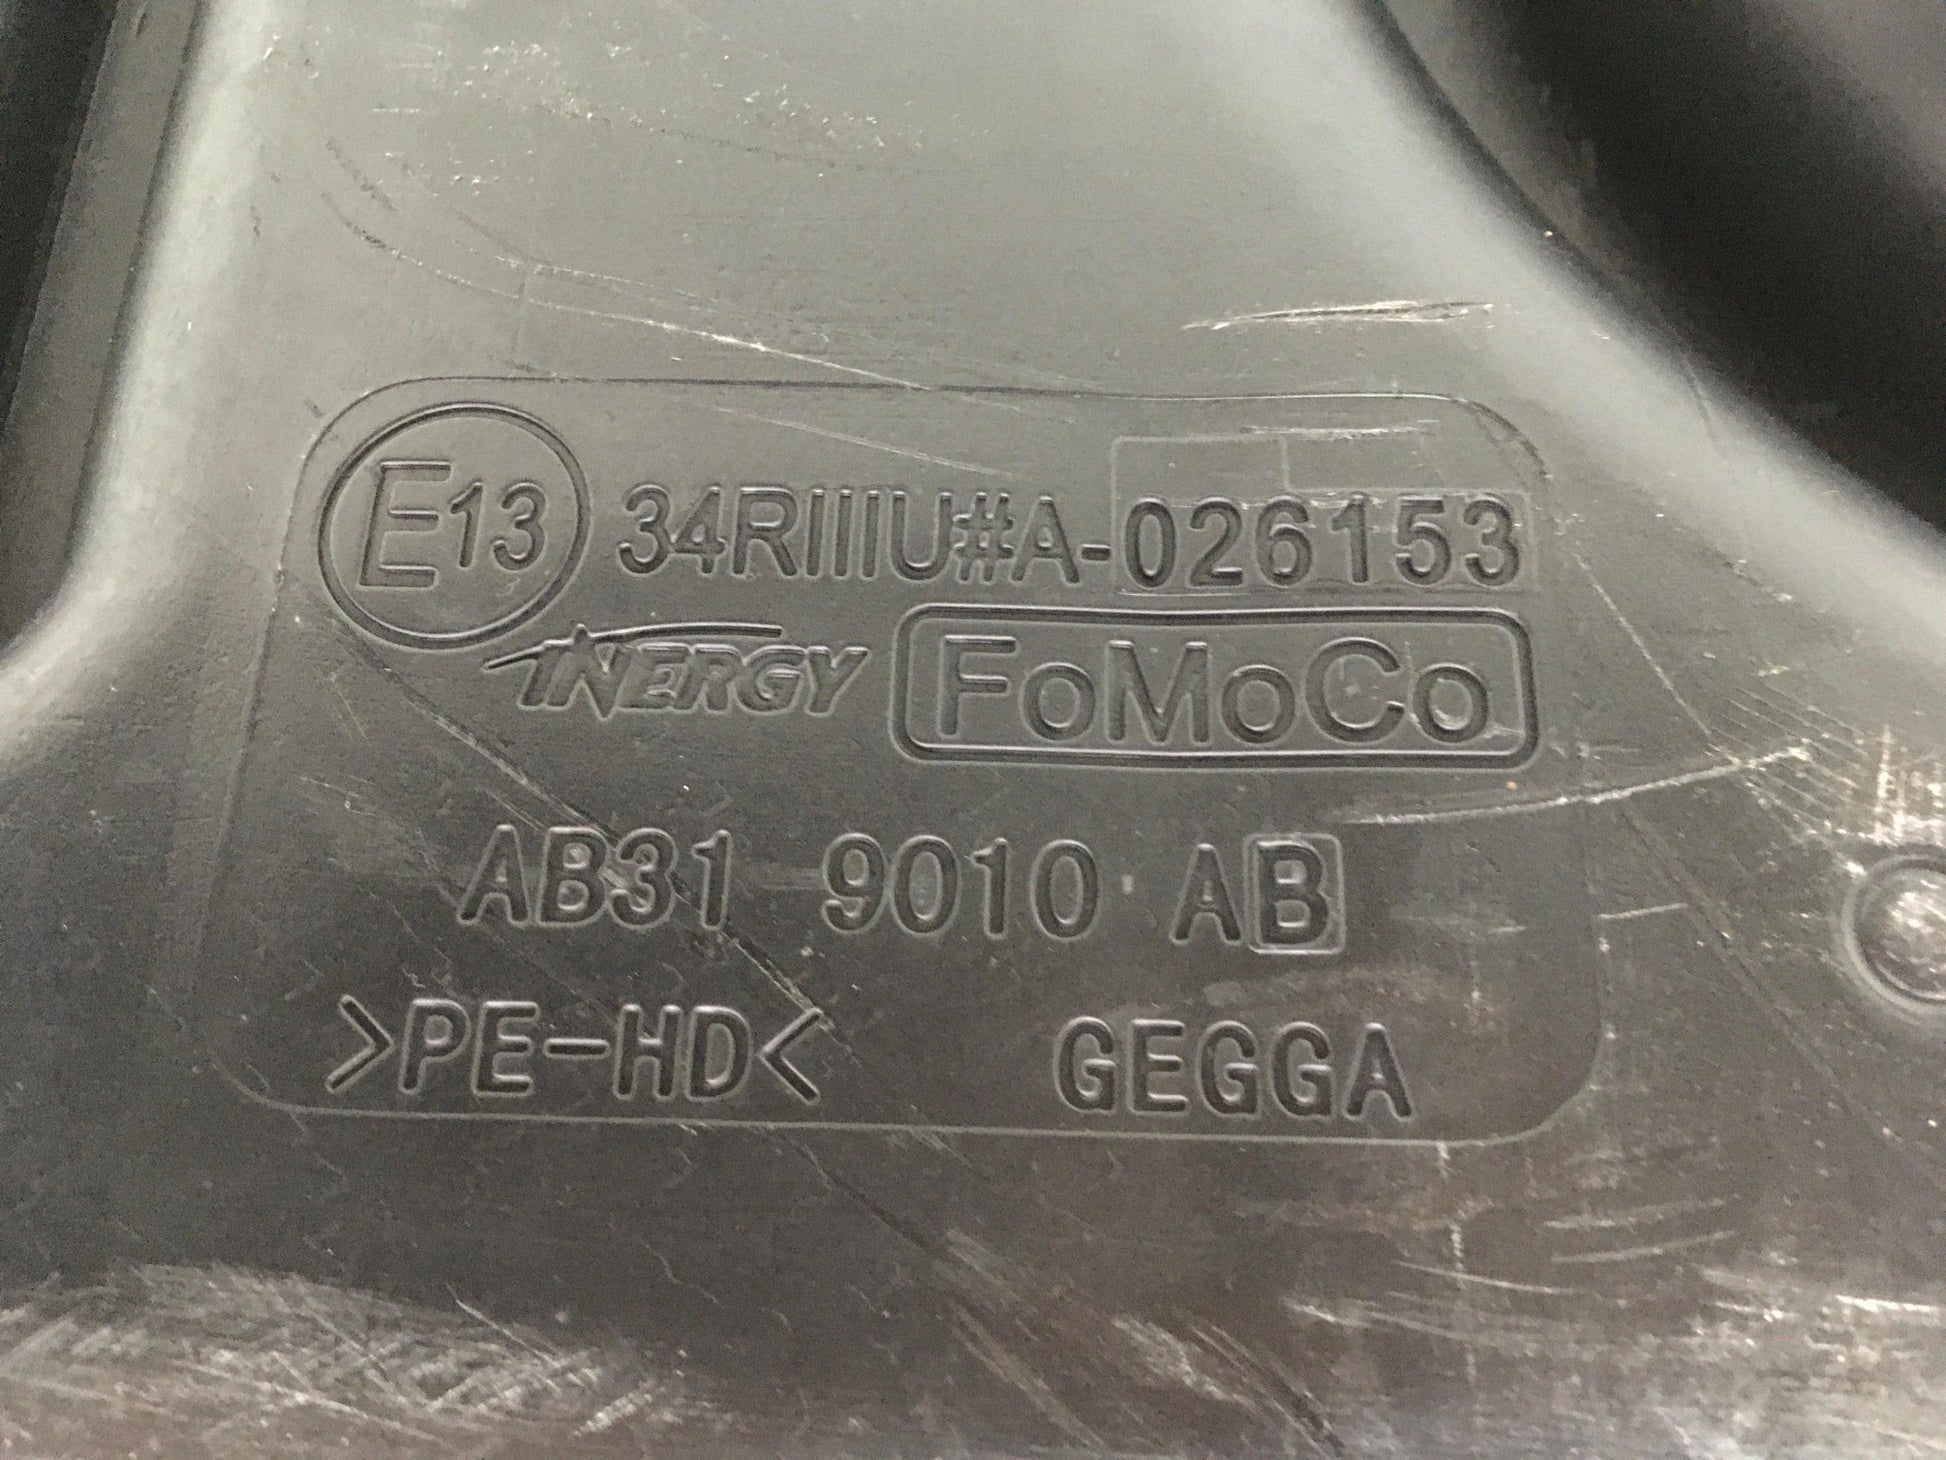 E13 34RIIIU#A-026153
INERGY FoMoCo
AB31 9010 AB
>PE-HD< GEGGA